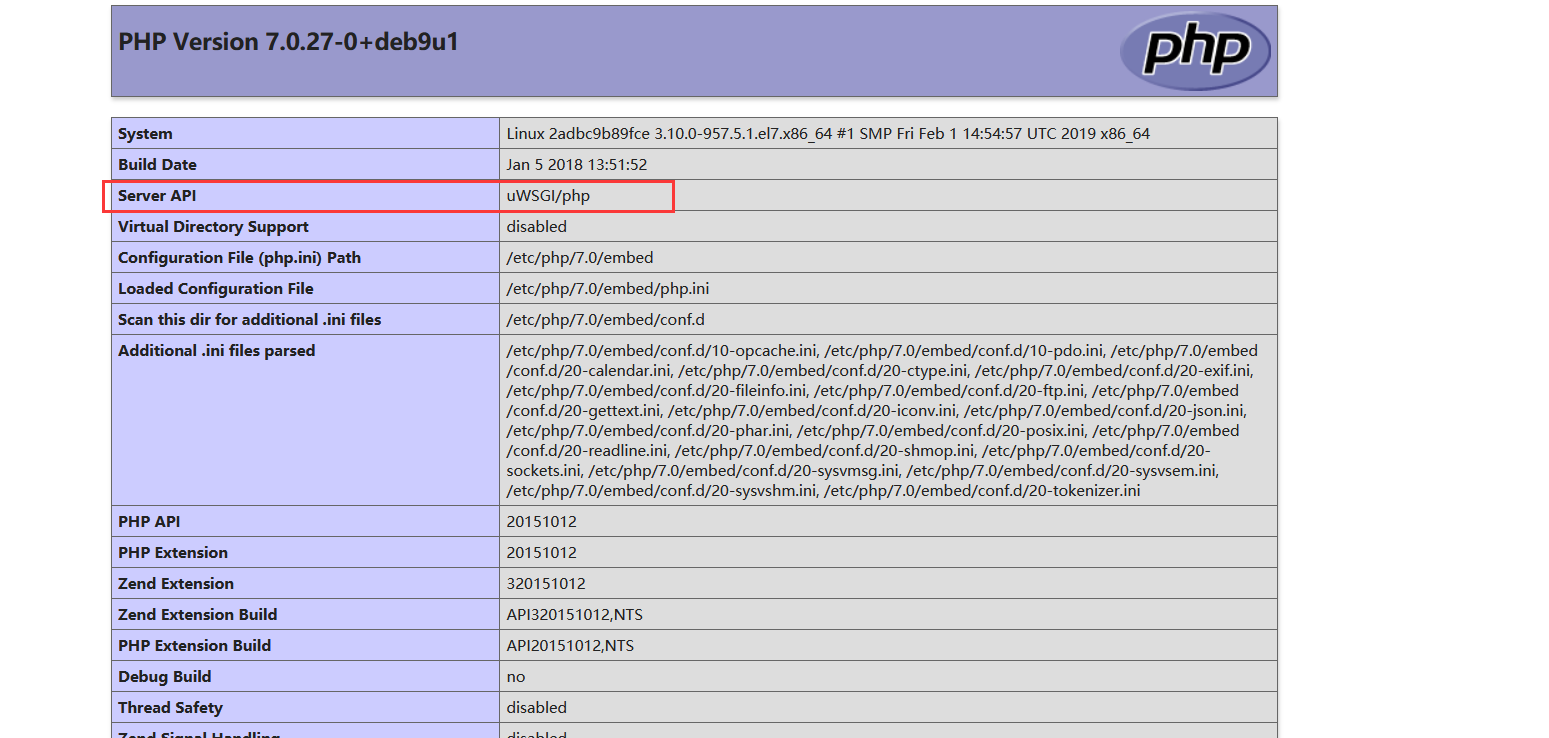 PHP Version 7.0.27-0+deb9u1
php
System Linux 2adbc9b89fce 3.10.0-957.5.1.el7.x86_64 #1 SMP Fri Feb 1 14:54:57 UTC 2019 x86_64
Build Date Jan 5 2018 13:51:52
Server API uWSGI/php
Virtual Directory Support disabled
Configuration File (php.ini) Path /etc/php/7.0/embed
Loaded Configuration File /etc/php/7.0/embed/php.ini
Scan this dir for additional .ini files /etc/php/7.0/embed/conf.d
Additional .ini files parsed /etc/php/7.0/embed/conf.d/10-opcache.ini, /etc/php/7.0/embed/conf.d/10-pdo.ini, /etc/php/7.0/embed
/conf.d/20-calendar.ini, /etc/php/7.0/embed/conf.d/20-ctype.ini, /etc/php/7.0/embed/conf.d/20-exif.ini,
/etc/php/7.0/embed/conf.d/20-fileinfo.ini, /etc/php/7.0/embed/conf.d/20-ftp.ini, /etc/php/7.0/embed
/conf.d/20-gettext.ini, /etc/php/7.0/embed/conf.d/20-iconv.ini, /etc/php/7.0/embed/conf.d/20-json.ini,
/etc/php/7.0/embed/conf.d/20-phar.ini, /etc/php/7.0/embed/conf.d/20-posix.ini, /etc/php/7.0/embed
/conf.d/20-readline.ini, /etc/php/7.0/embed/conf.d/20-shmop.ini, /etc/php/7.0/embed/conf.d/20-
sockets.ini, /etc/php/7.0/embed/conf.d/20-sysvmsg.ini, /etc/php/7.0/embed/conf.d/20-sysvsem.ini,
/etc/php/7.0/embed/conf.d/20-sysvshm.ini, /etc/php/7.0/embed/conf.d/20-tokenizer.ini
PHP API 20151012
PHP Extension 20151012
Zend Extension 320151012
Zend Extension Build API320151012,NTS
PHP Extension Build API20151012,NTS
Debug Build no
Thread Safety disabled
Zend Signal Handling disabled